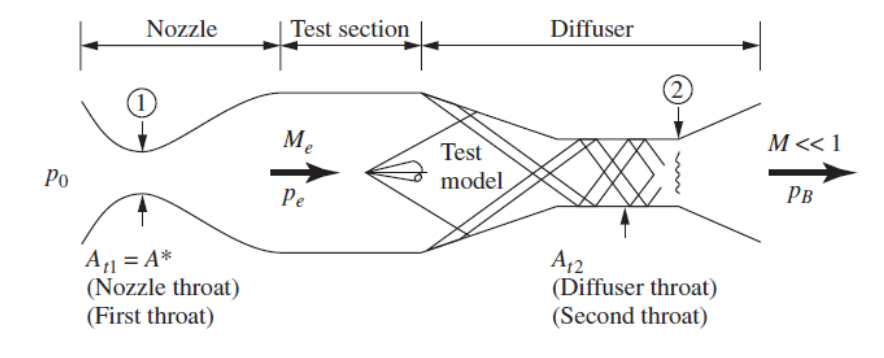 Nozzle
Test section
Diffuser
1
2
M_e
Test
model
M << 1
p_0
p_e
p_B
A_{t1} = A*
(Nozzle throat)
(First throat)
A_{t2}
(Diffuser throat)
(Second throat)